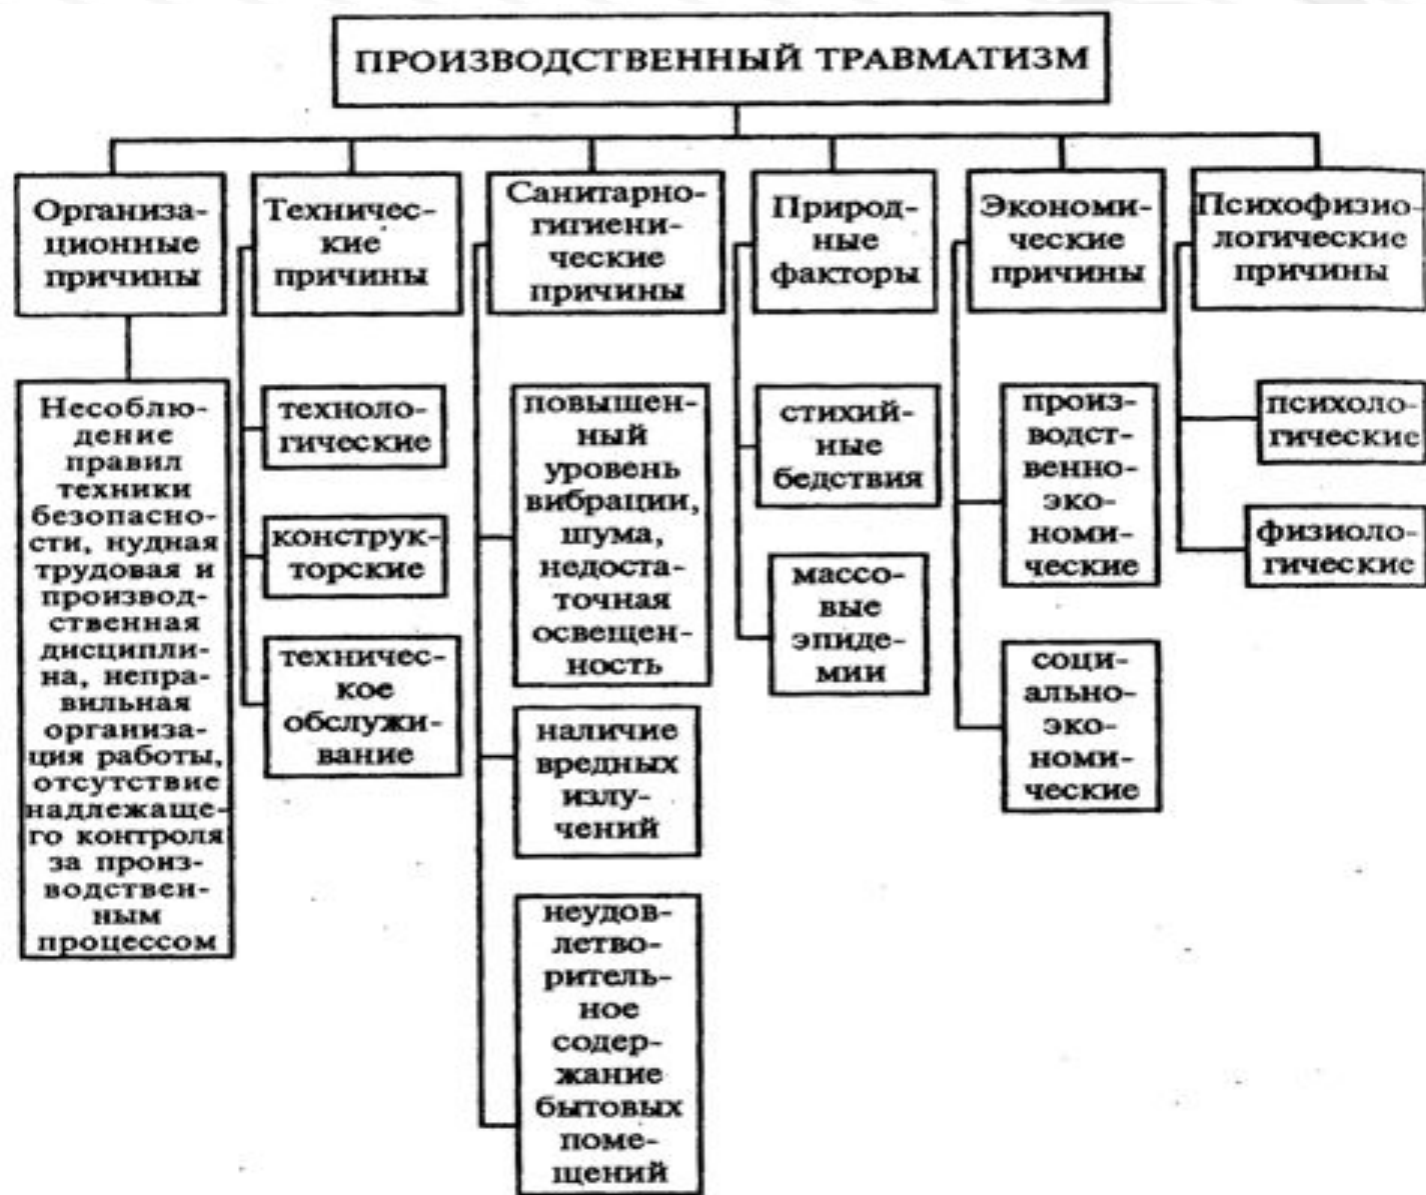 ПРОИЗВОДСТВЕННЫЙ ТРАВМАТИЗМ
Организа-
ционные
причины
Несоблю-
дение
правил
техники
безопасно-
сти, нудная
трудовая и
производ-
ственная
дисципли-
на, непра-
вильная
организа-
ция работы,
отсутствие
надлежаще-
го контроля
за произ-
водствен-
ным
процессом
Техничес-
кие
причины
техноло-
гические
конструк-
торские
техничес-
кое
обслужи-
вание
Санитарно-
гигиени-
ческие
причины
повышен-
ный
уровень
вибрации,
шума,
недоста-
точная
освещен-
ность
наличие
вредных
излу-
чений
неудов-
летво-
ритель-
ное
содер-
жание
бытовых
поме-
щений
Природ-
ные
факторы
стихий-
ные
бедствия
массо-
вые
эпиде-
мии
Экономи-
ческие
причины
произ-
водст-
венно-
эко-
номи-
ческие
соци-
ально-
эко-
номи-
ческие
Психофизио-
логические
причины
психоло-
гические
физиоло-
гические